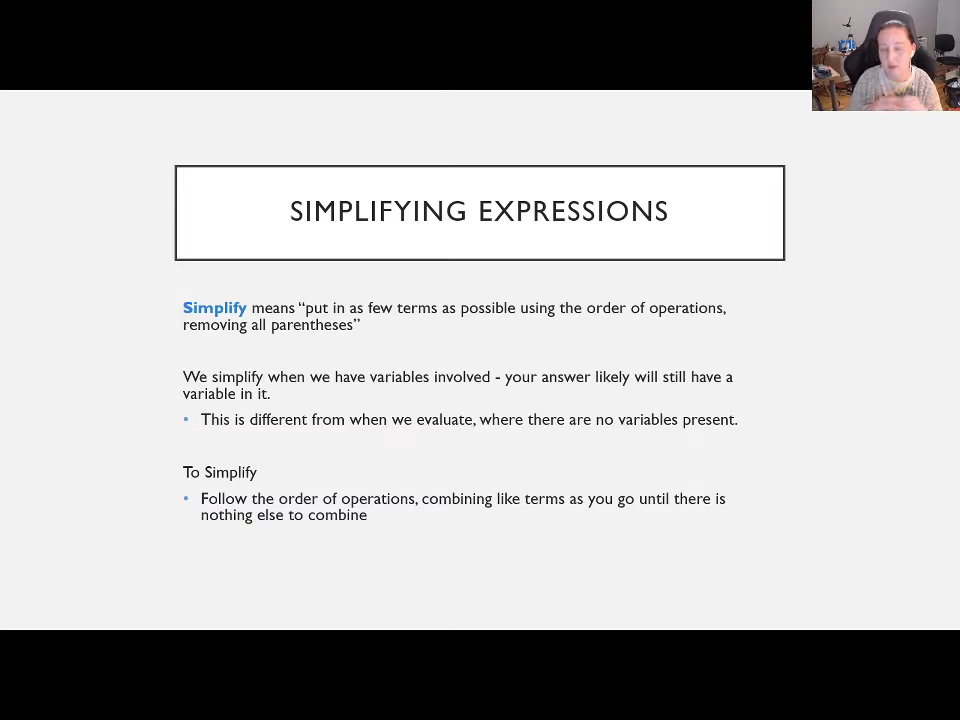 SIMPLIFYING EXPRESSIONS
Simplify means “put in as few terms as possible using the order of operations,
removing all parentheses”
We simplify when we have variables involved - your answer likely will still have a
variable in it.
• This is different from when we evaluate, where there are no variables present.
To Simplify
• Follow the order of operations, combining like terms as you go until there is
nothing else to combine